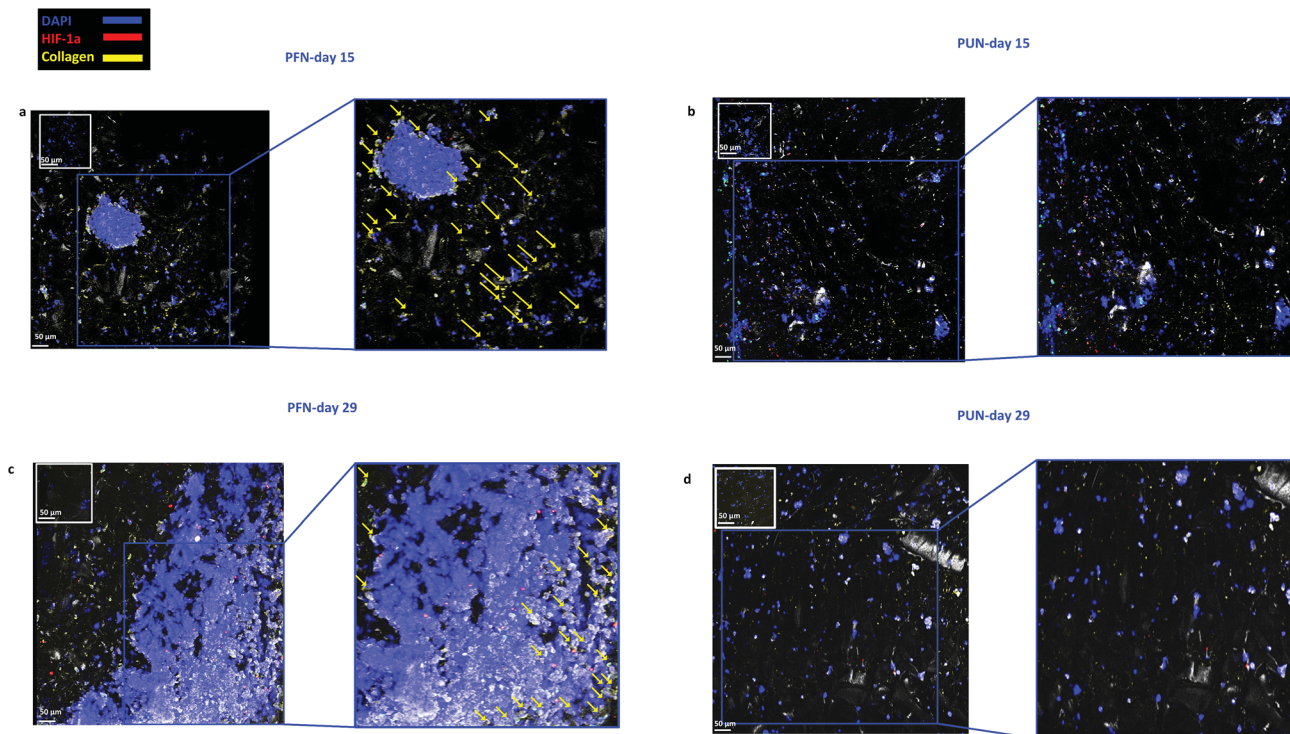 DAPI
HIF-1a
Collagen
PFN-day 15
PUN-day 15
a
50 µm
50 µm
b
50 µm
50 µm
PFN-day 29
PUN-day 29
c
50 µm
50 µm
d
50 µm
50 µm